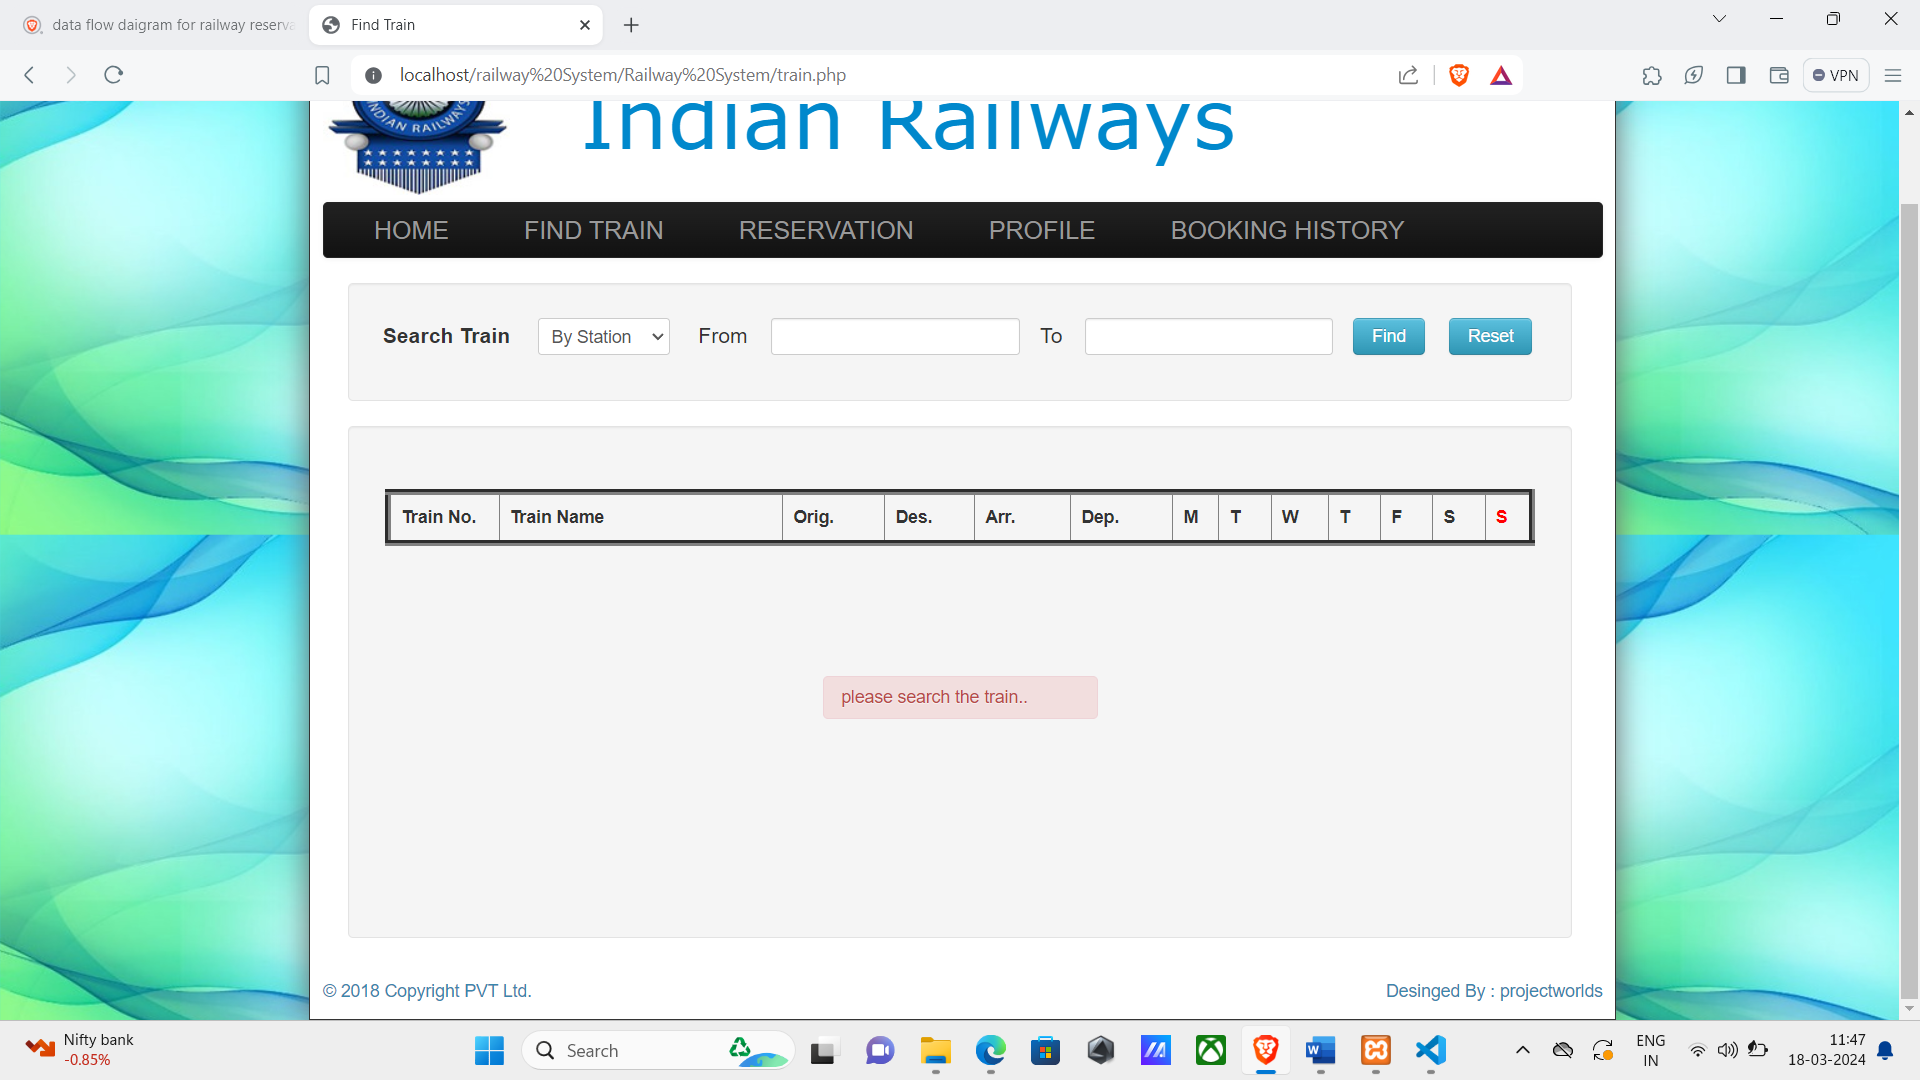 data flow daigram for railway reserva
Find Train
localhost/railway%20System/Railway%20System/train.php
VPN
INDIAN RAILWAYS
Indian Railways
HOME FIND TRAIN RESERVATION PROFILE BOOKING HISTORY
Search Train By Station From To Find Reset
Train No. Train Name Orig. Des. Arr. Dep. M T W T F S S
please search the train..
© 2018 Copyright PVT Ltd.
Desinged By : projectworlds
Nifty bank
-0.85%
Search
ENG
IN
11:47
18-03-2024